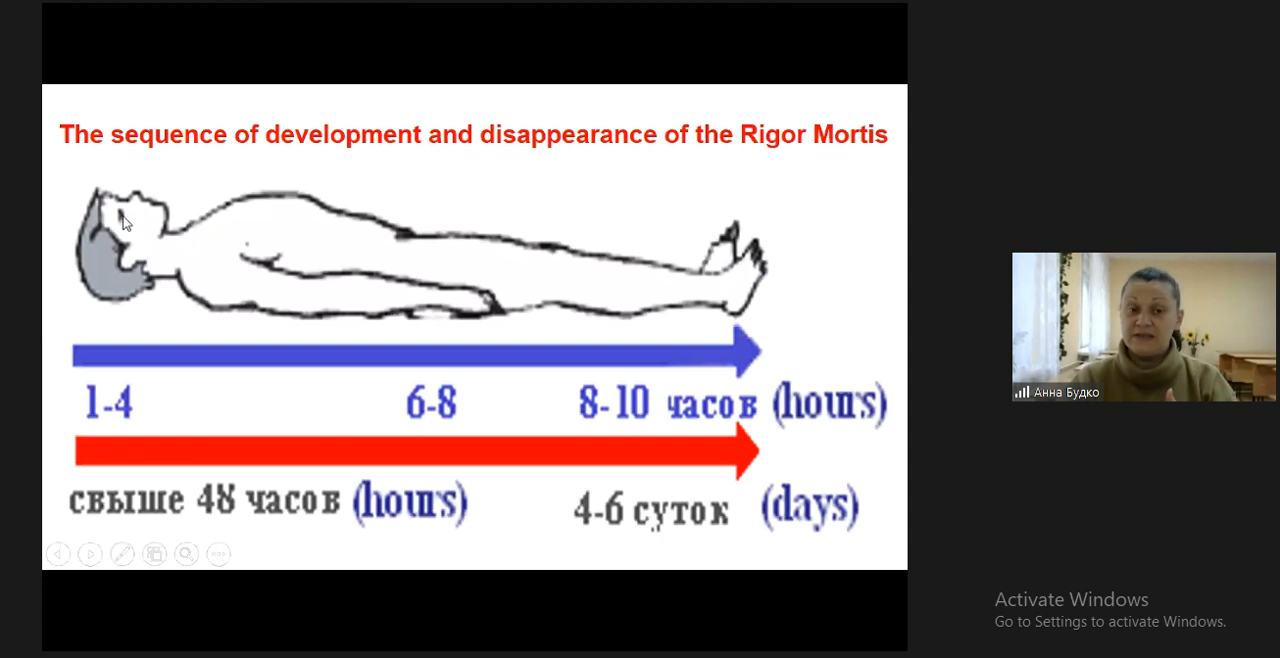 The sequence of development and disappearance of the Rigor Mortis
1-4 6-8 8-10 часов (hours)
свыше 48 часов (hours) 4-6 суток (days)
Анна Будко
Activate Windows
Go to Settings to activate Windows.